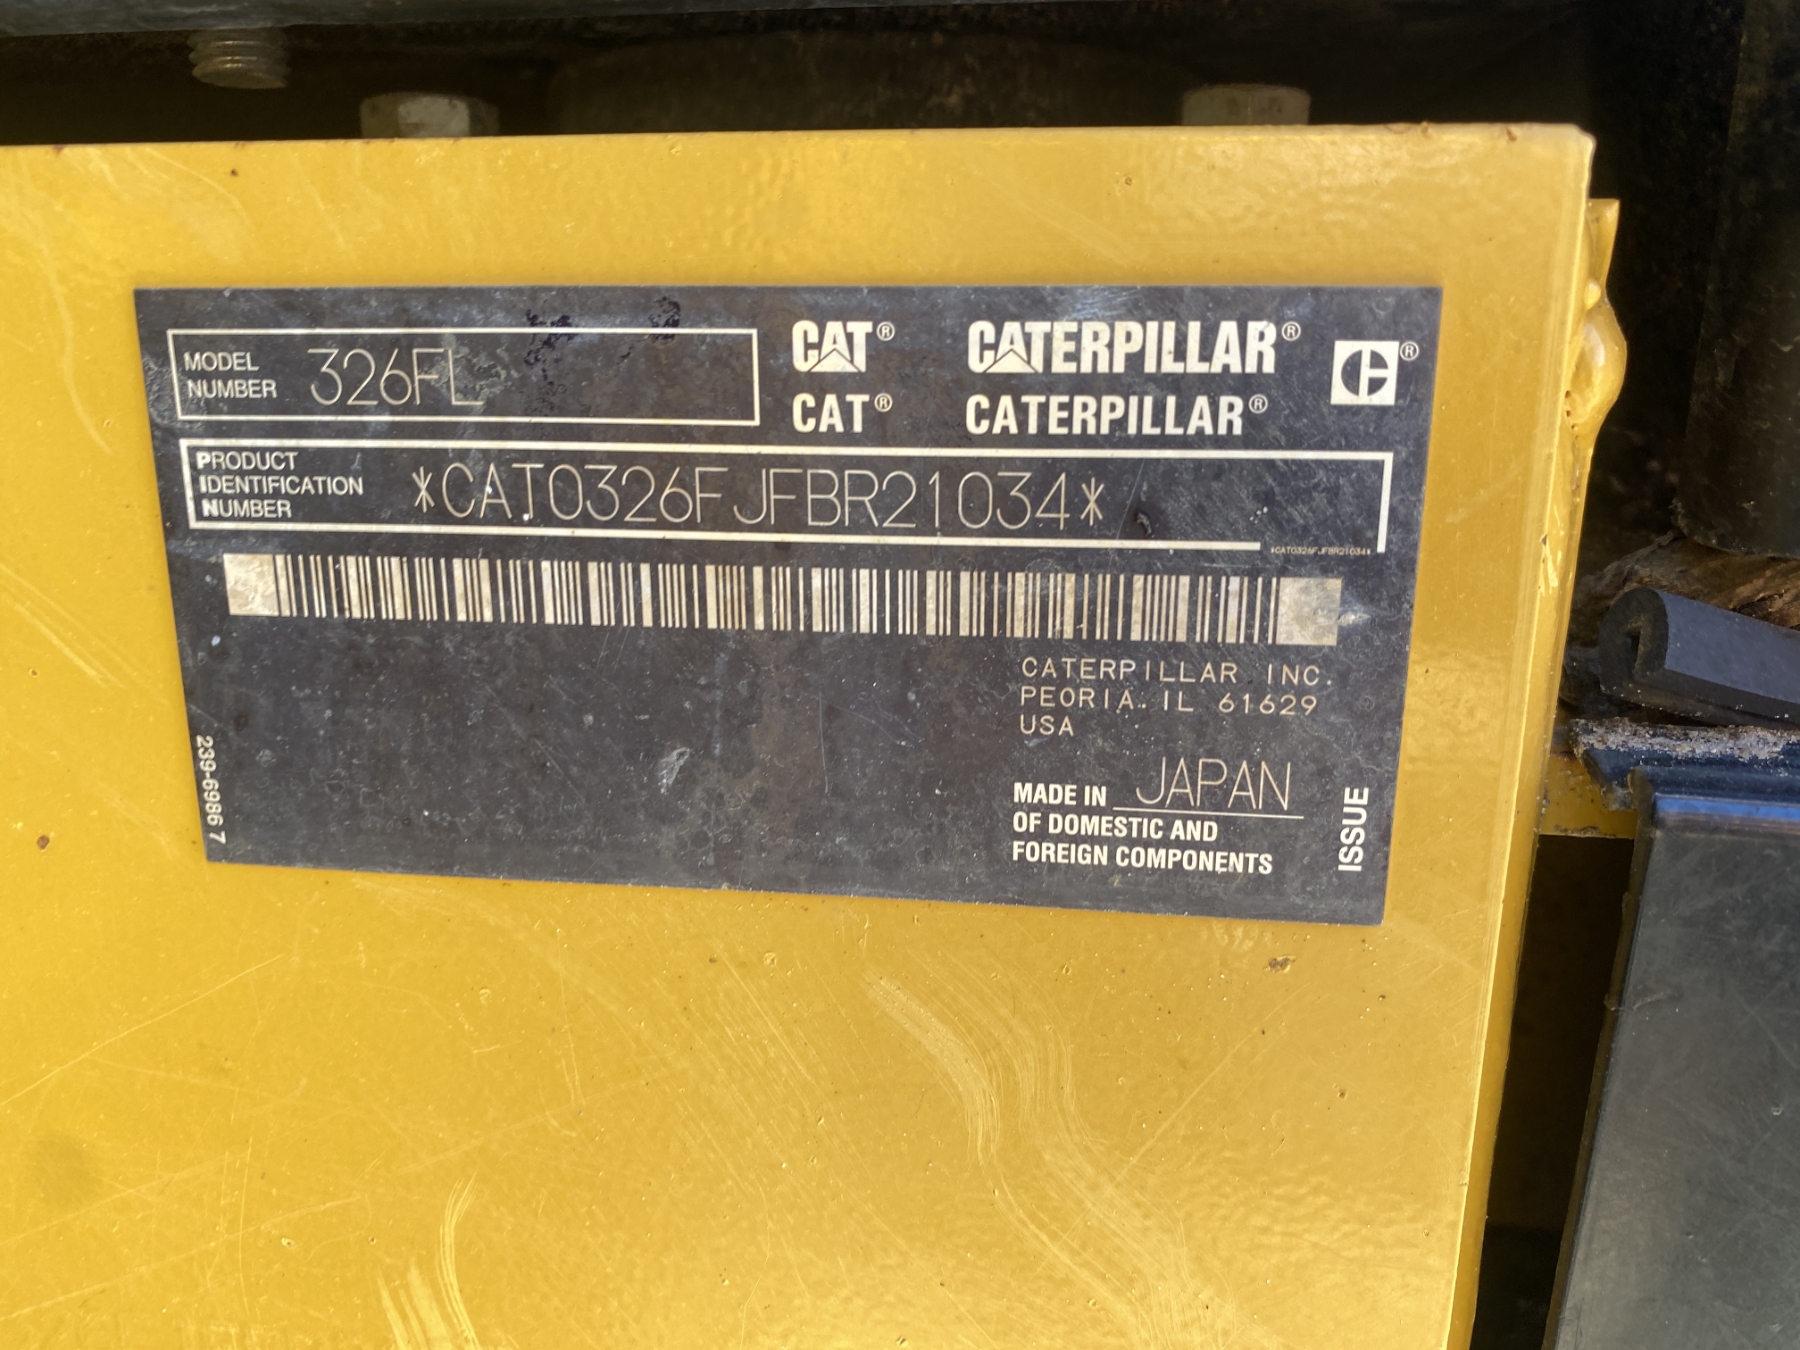 MODEL
NUMBER 326FL
CAT® CATERPILLAR®
CAT® CATERPILLAR®
PRODUCT
IDENTIFICATION
NUMBER
*CAT0326FJFBR21034*
*CAT0326FJFBR21034*
CATERPILLAR INC.
PEORIA, IL 61629
USA
MADE IN JAPAN
OF DOMESTIC AND
FOREIGN COMPONENTS
ISSUE
239-6986 7